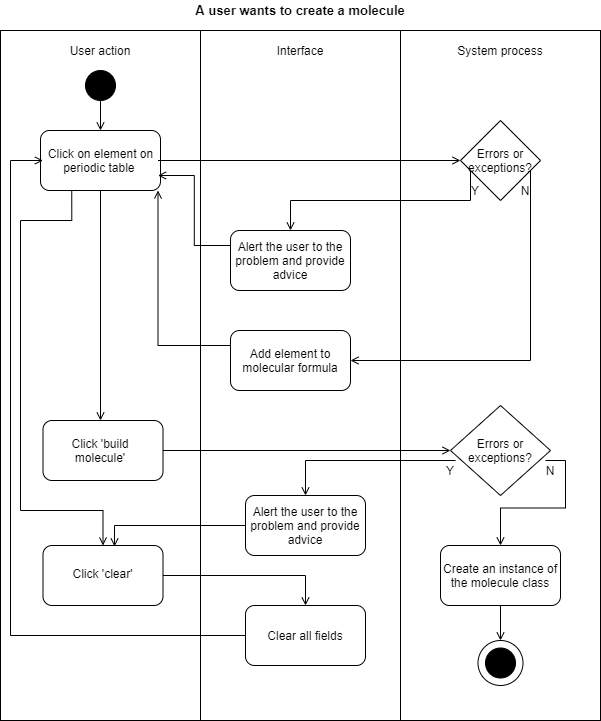 A user wants to create a molecule
User action
Interface
System process
Click on element on
periodic table
Errors or
exceptions?
Y
N
Alert the user to the
problem and provide
advice
Add element to
molecular formula
Click 'build
molecule'
Errors or
exceptions?
Y
N
Alert the user to the
problem and provide
advice
Click 'clear'
Create an instance of
the molecule class
Clear all fields